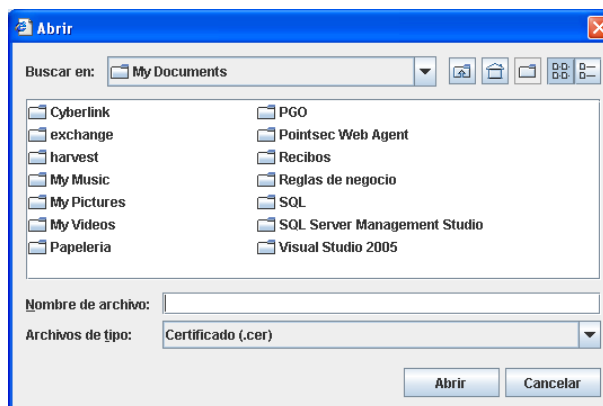 Abrir
Buscar en: My Documents
Cyberlink PGO
exchange Pointsec Web Agent
harvest Recibos
My Music Reglas de negocio
My Pictures SQL
My Videos SQL Server Management Studio
Papeleria Visual Studio 2005
Nombre de archivo:
Archivos de tipo: Certificado (.cer)
Abrir Cancelar